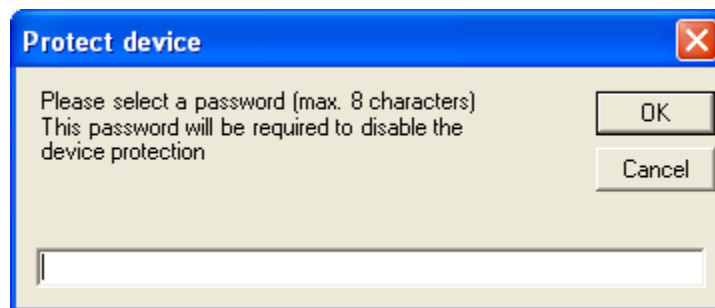 Protect device
Please select a password (max. 8 characters)
This password will be required to disable the
device protection
OK
Cancel